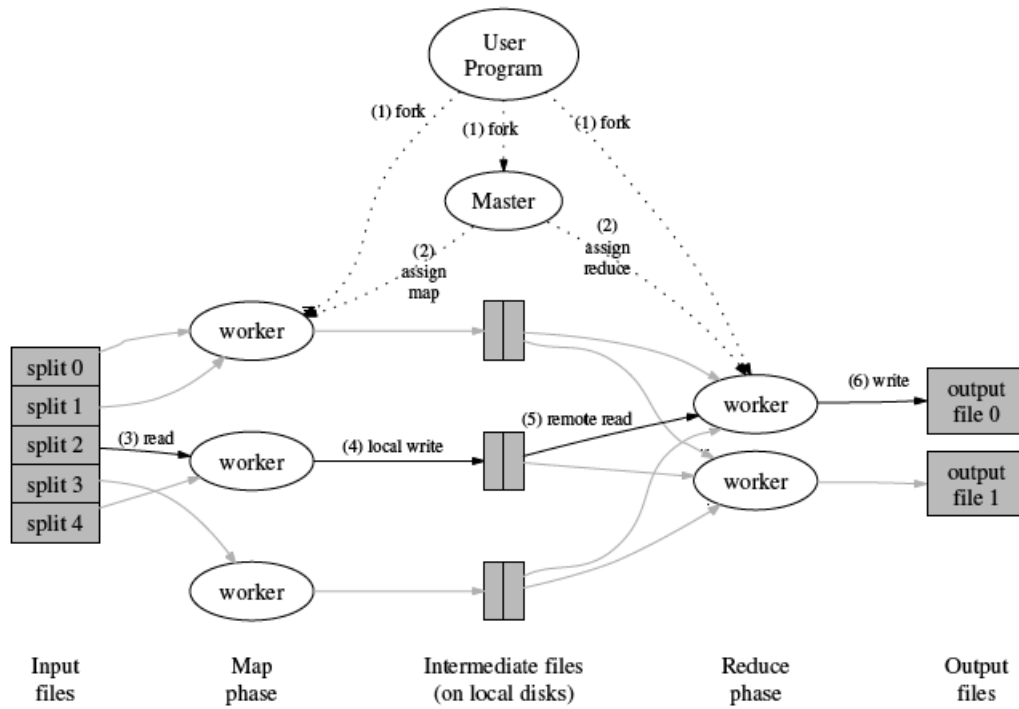 User
Program
(1) fork
(1) fork
(1) fork
Master
(2)
assign
map
(2)
assign
reduce
split 0
split 1
split 2
split 3
split 4
(3) read
worker
worker
worker
(4) local write
(5) remote read
worker
worker
(6) write
output
file 0
output
file 1
Input
files
Map
phase
Intermediate files
(on local disks)
Reduce
phase
Output
files